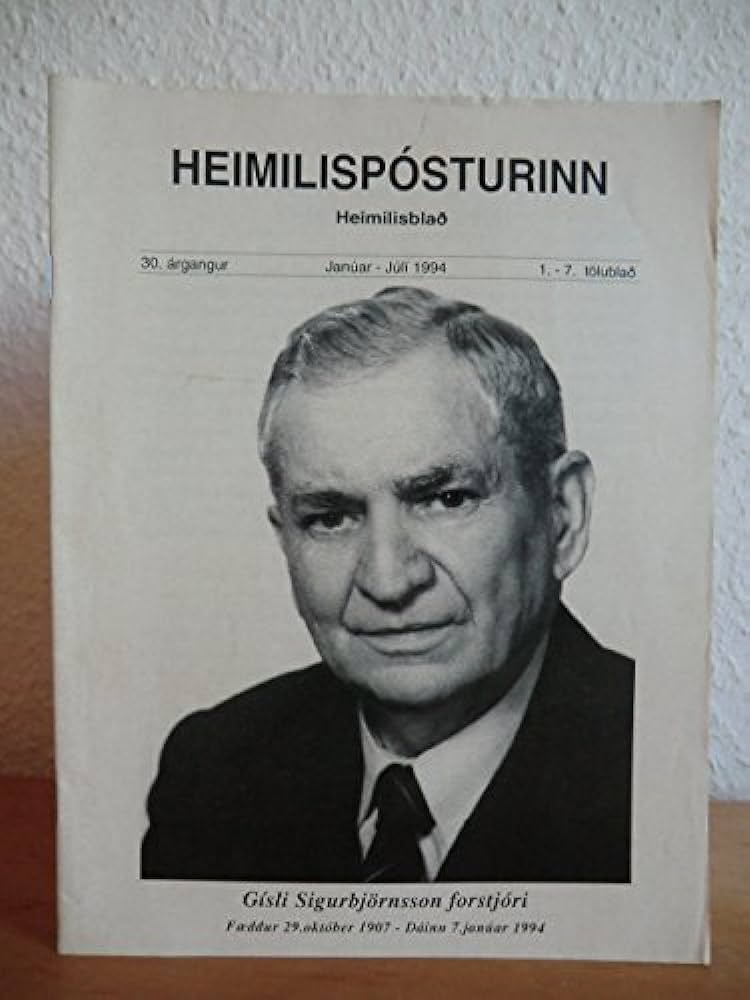 HEIMILISPÓSTURINN
Heimilisblað
30. árgangur Janúar - Júlí 1994 1. - 7. tölublað
Gísli Sigurbjörnsson forstjóri
Fæddur 29.október 1907 - Dáinn 7.janúar 1994